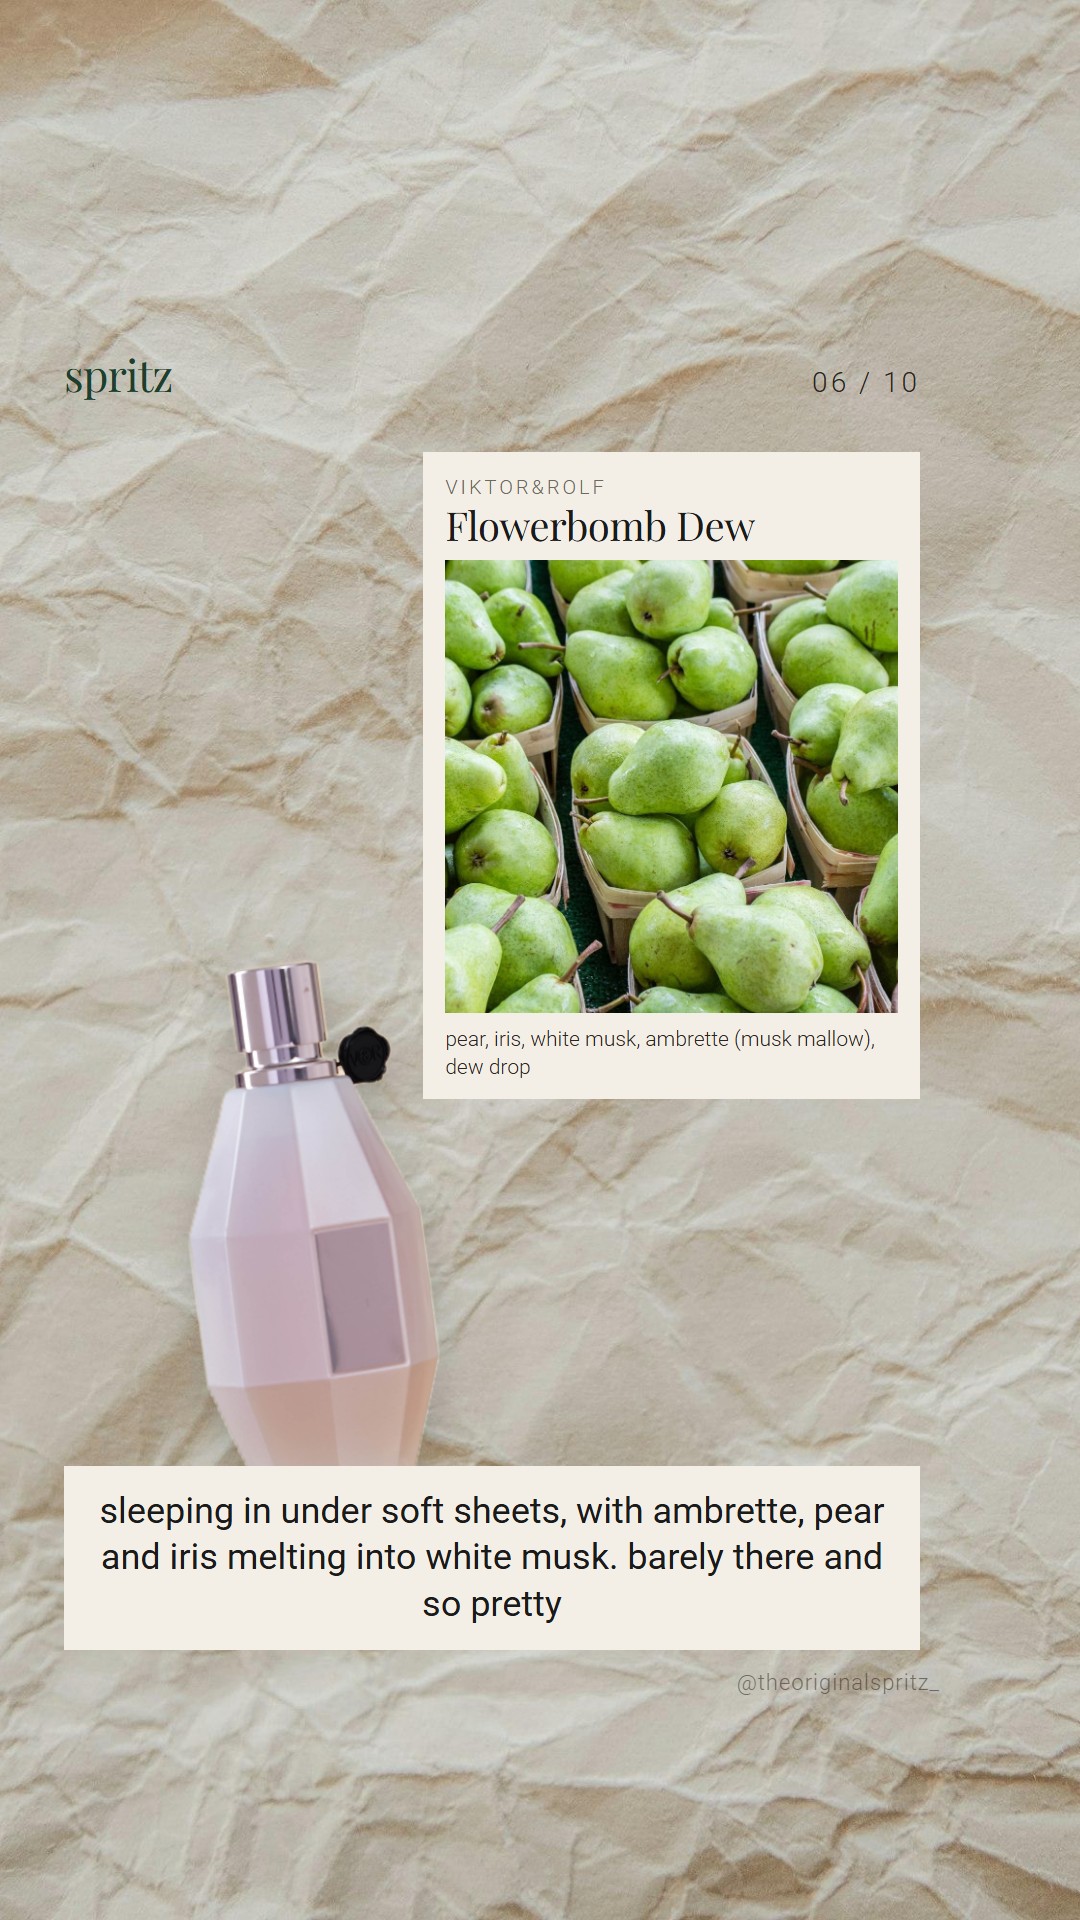 spritz
06 / 10
VIKTOR&ROLF
Flowerbomb Dew
pear, iris, white musk, ambrette (musk mallow),
dew drop
sleeping in under soft sheets, with ambrette, pear
and iris melting into white musk. barely there and
so pretty
@theoriginalspritz_